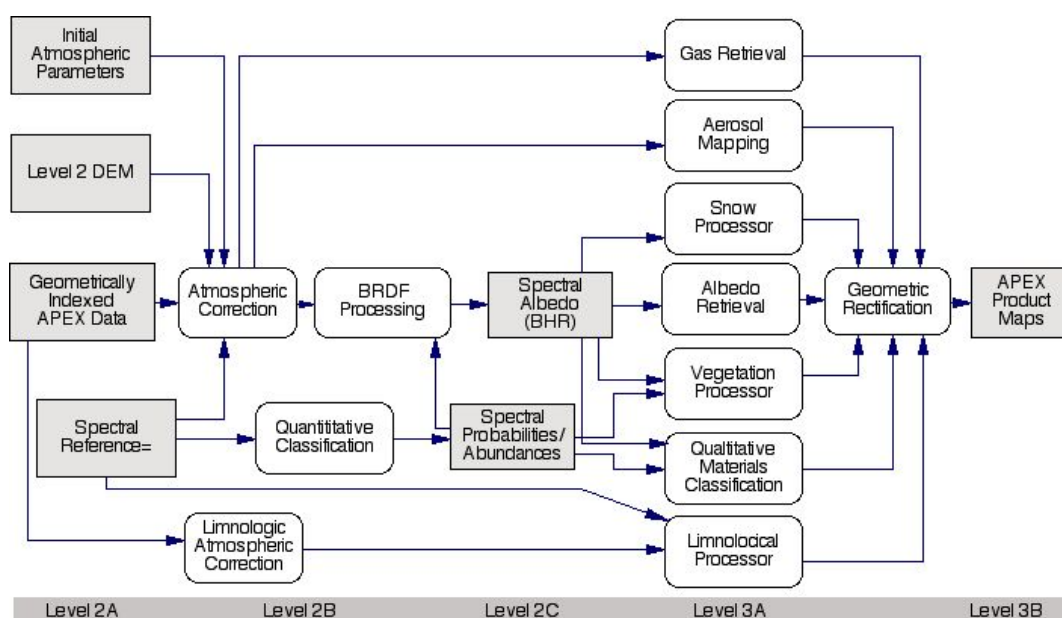 Initial
Atmospheric
Parameters
Gas Retrieval
Aerosol
Mapping
Level 2 DEM
Snow
Processor
Geometrically
Indexed
APEX Data
Atmospheric
Correction
BRDF
Processing
Spectral
Albedo
(BHR)
Albedo
Retrieval
Geometric
Rectification
APEX
Product
Maps
Vegetation
Processor
Spectral
Reference=
Quantititative
Classification
Spectral
Probabilities/
Abundances
Qualtitative
Materials
Classification
Limnologic
Atmospheric
Correction
Limnolocical
Processor
Level 2A Level 2B Level 2C Level 3A Level 3B